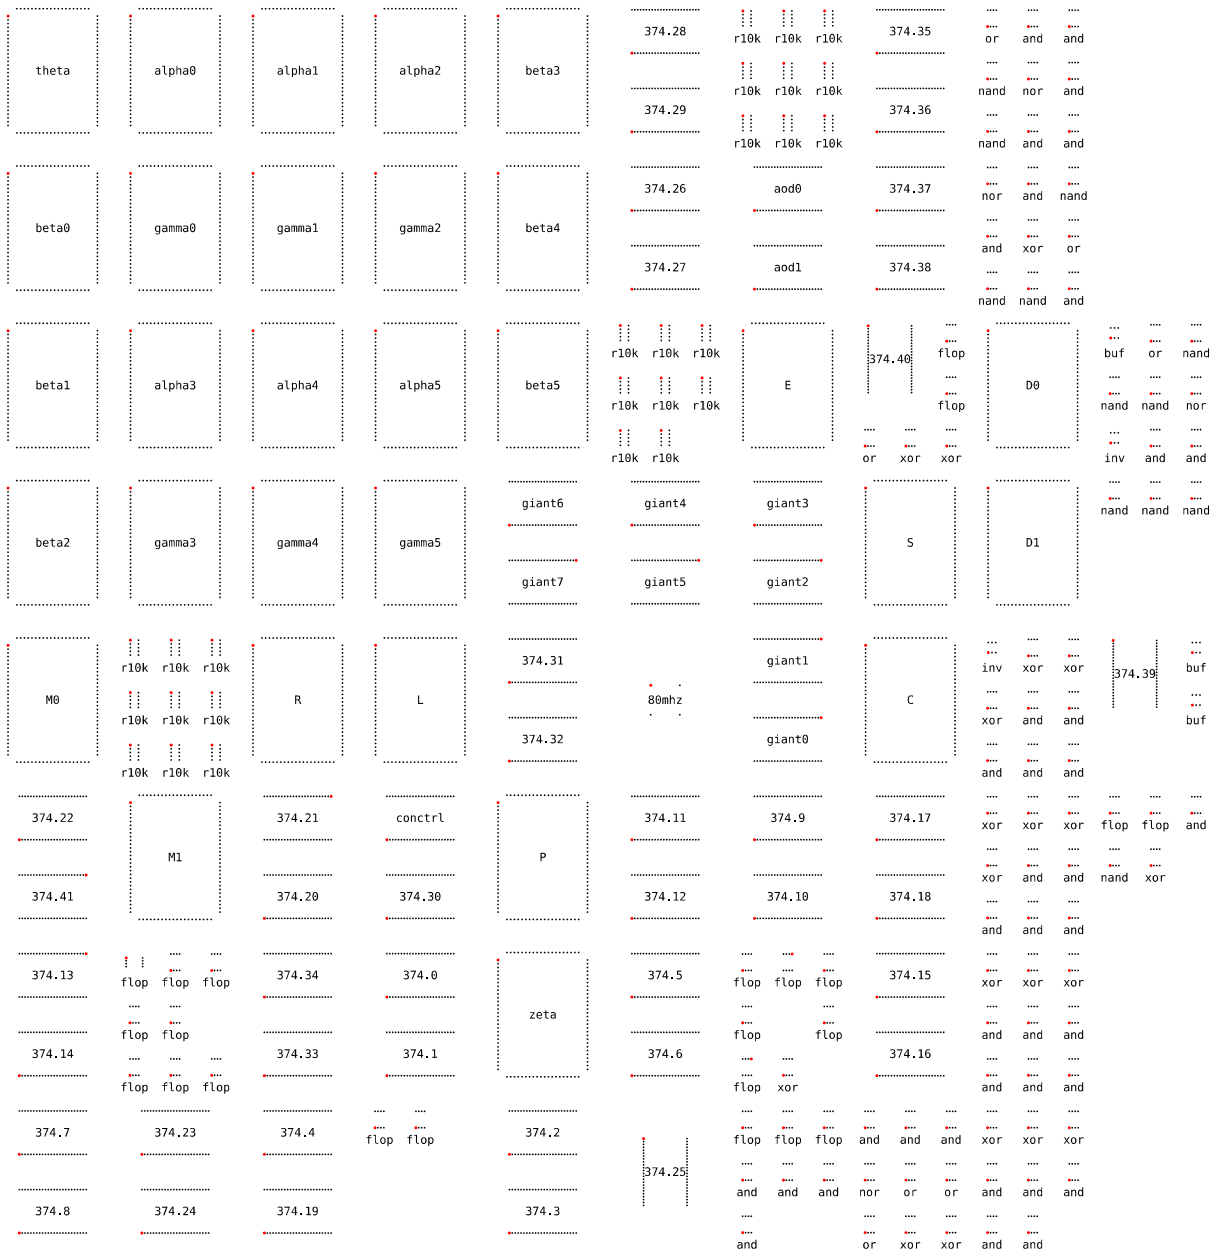 374.28 374.35
theta alpha0 alpha1 alpha2 beta3 r10k r10k r10k or and and
r10k r10k r10k nand nor and
374.29 374.36
r10k r10k r10k nand and and
374.26 aod0 374.37 nor and nand
beta0 gamma0 gamma1 gamma2 beta4 and xor or
374.27 aod1 374.38
nand nand and
r10k r10k r10k flop buf or nand
beta1 alpha3 alpha4 alpha5 beta5 E 374.40 D0
r10k r10k r10k flop nand nand nor
r10k r10k or xor xor inv and and
giant6 giant4 giant3 nand nand nand
beta2 gamma3 gamma4 gamma5 S D1
giant7 giant5 giant2
374.31 giant1
r10k r10k r10k inv xor xor 374.39 buf
M0 R L 80mhz C
r10k r10k r10k xor and and buf
374.32 giant0
r10k r10k r10k and and and
374.22 374.21 conctrl 374.11 374.9 374.17 xor xor xor flop flop and
M1 P
xor and and nand xor
374.41 374.20 374.30 374.12 374.10 374.18
and and and
374.13 374.34 374.0 374.5 374.15
flop flop flop flop flop flop xor xor xor
zeta
flop flop flop flop and and and
374.14 374.33 374.1 374.6 374.16
flop flop flop flop xor and and and
374.7 374.23 374.4 374.2
flop flop flop flop flop and and and xor xor xor
374.25
and and and nor or or and and and
374.8 374.24 374.19 374.3
and or xor xor and and